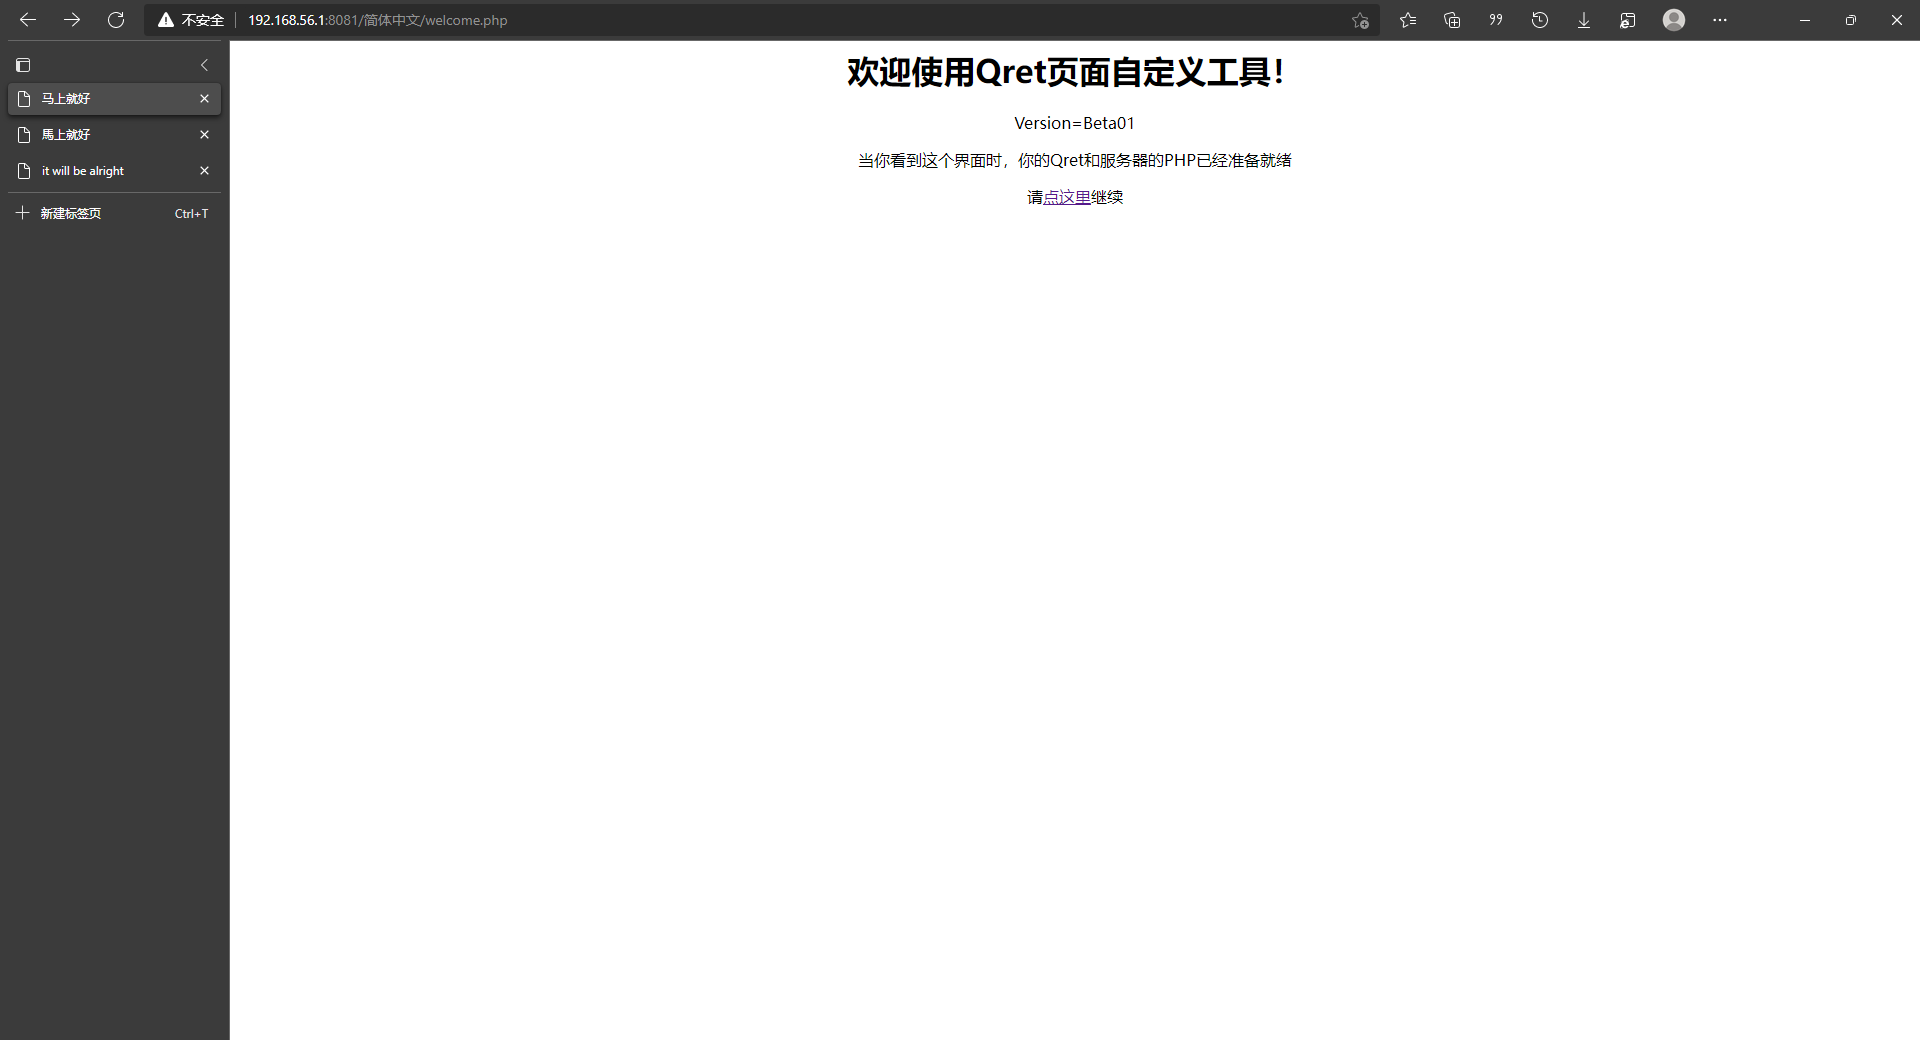 不安全
192.168.56.1:8081/简体中文/welcome.php
马上就好
馬上就好
it will be alright
新建标签页 Ctrl+T
欢迎使用Qret页面自定义工具！
Version=Beta01
当你看到这个界面时，你的Qret和服务器的PHP已经准备就绪
请点这里继续